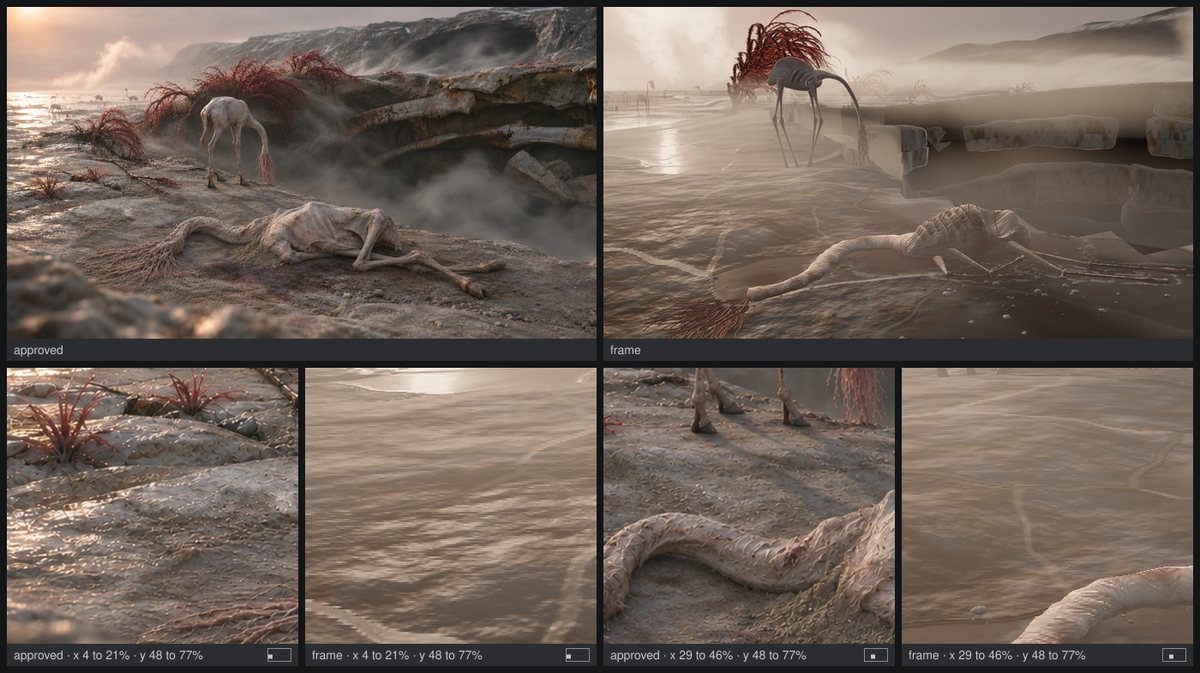 approved
frame
approved · x 4 to 21% · y 48 to 77%
frame · x 4 to 21% · y 48 to 77%
approved · x 29 to 46% · y 48 to 77%
frame · x 29 to 46% · y 48 to 77%